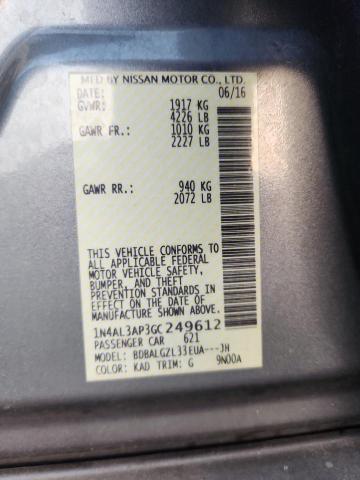 MFD BY NISSAN MOTOR CO., LTD.
DATE: 06/16
GVWR: 1917 KG
4226 LB
GAWR FR.: 1010 KG
2227 LB
GAWR RR.: 940 KG
2072 LB
THIS VEHICLE CONFORMS TO
ALL APPLICABLE FEDERAL
MOTOR VEHICLE SAFETY,
BUMPER, AND THEFT
PREVENTION STANDARDS IN
EFFECT ON THE DATE OF
MANUFACTURE SHOWN ABOVE.
1N4AL3AP3GC249612
PASSENGER CAR 621
MODEL: BDBALGZL33EUA---JH
COLOR: KAD TRIM: G 9N00A